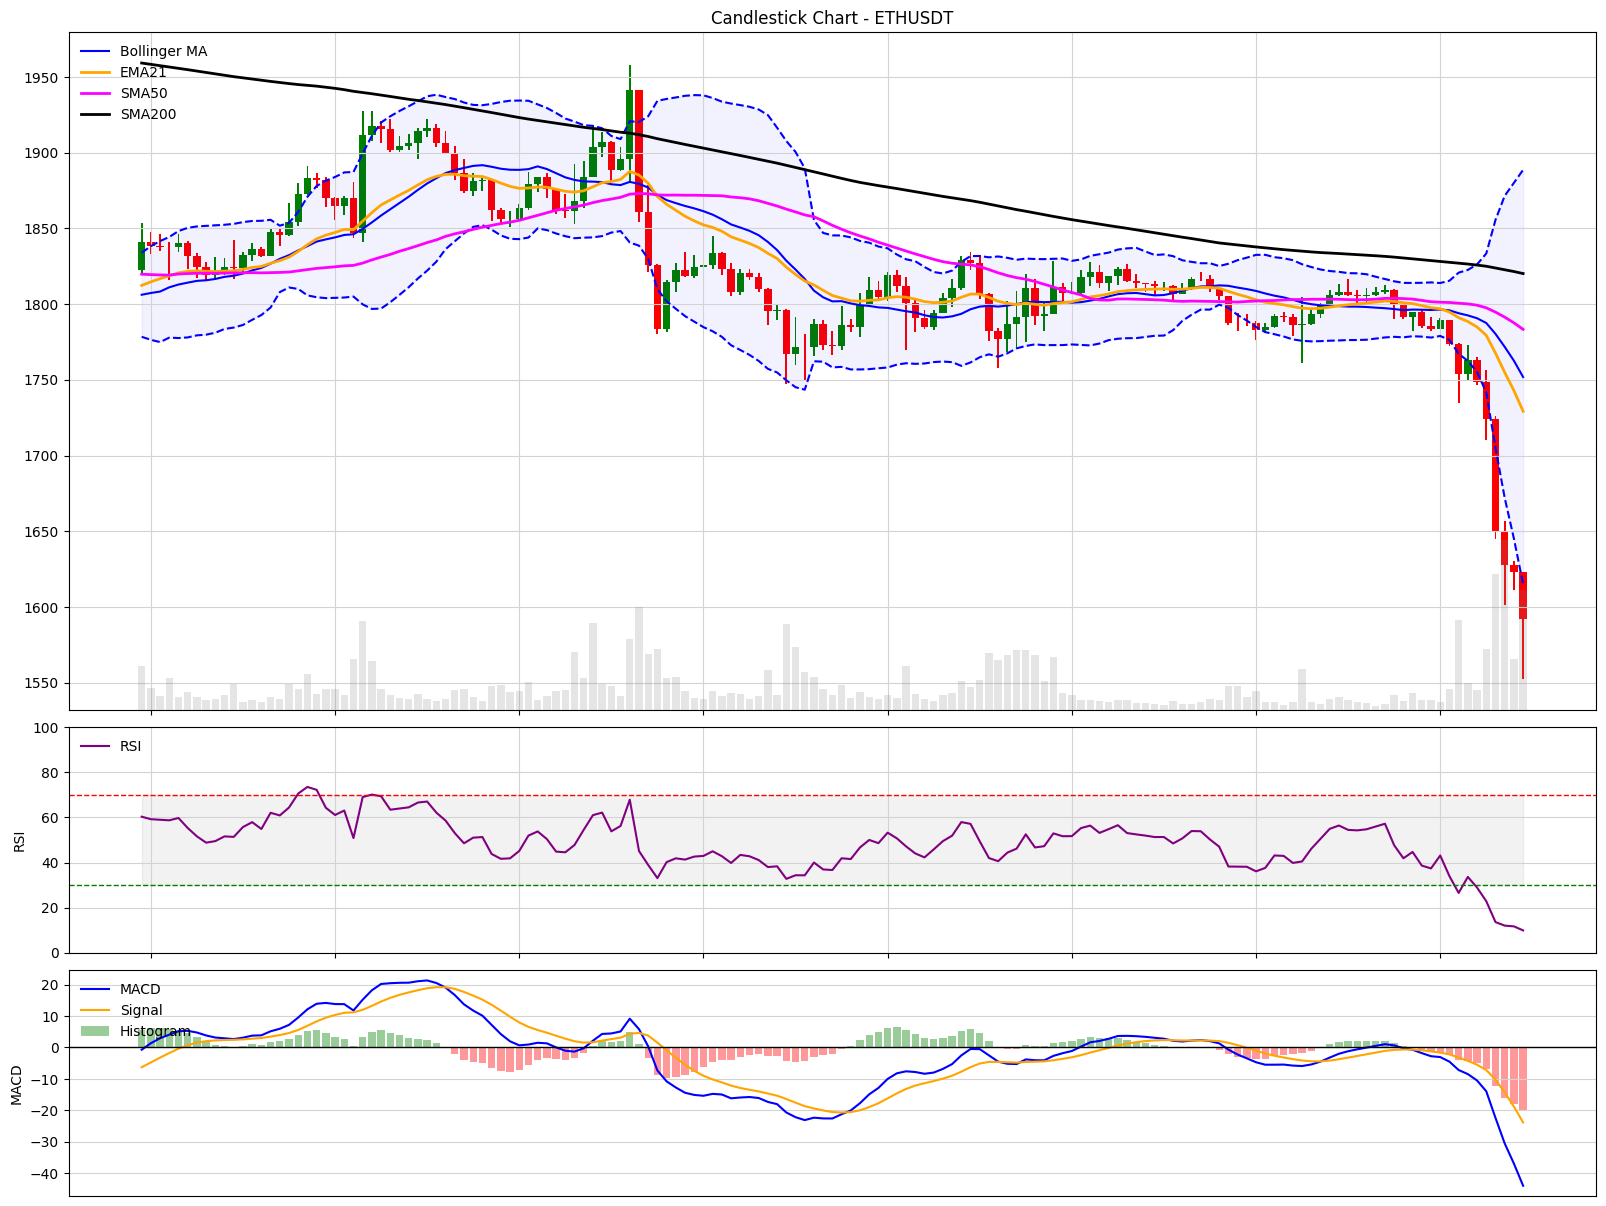 Candlestick Chart - ETHUSDT
Bollinger MA
EMA21
SMA50
SMA200
1950
1900
1850
1800
1750
1700
1650
1600
1550
RSI
100
80
60
40
20
0
RSI
MACD
Signal
Histogram
20
10
0
−10
−20
−30
−40
MACD